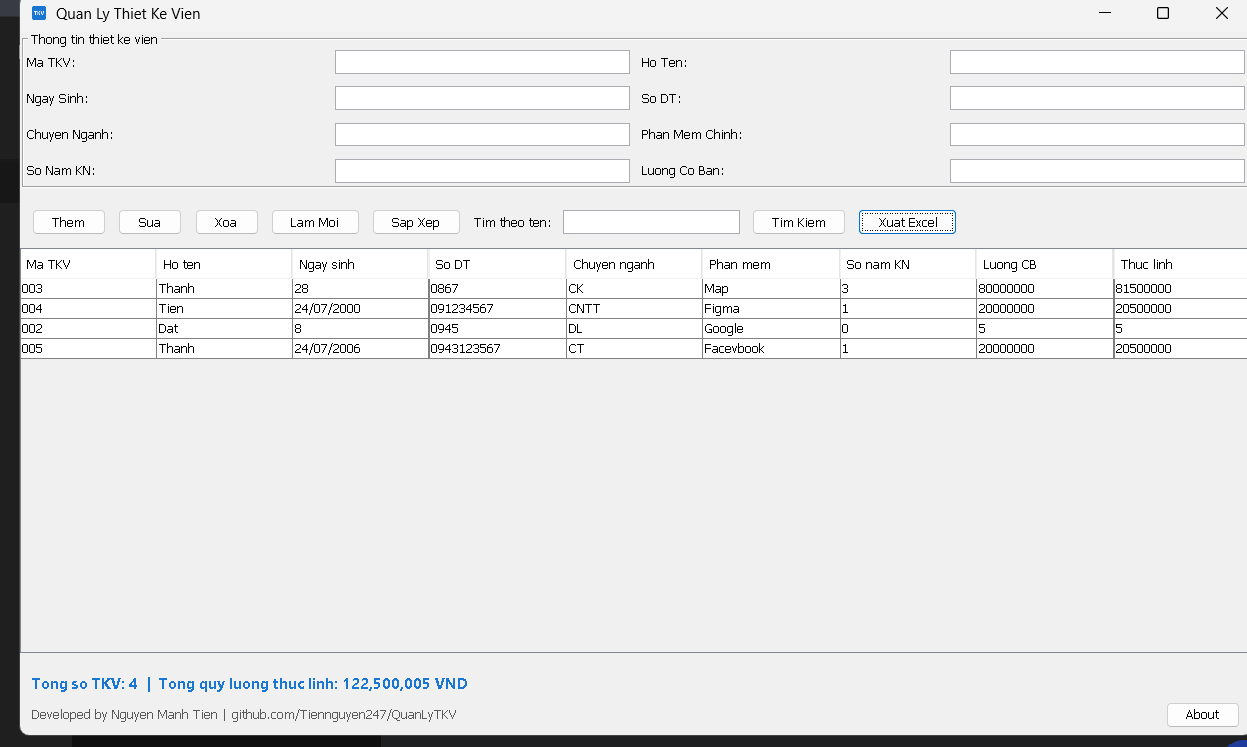 TKV Quan Ly Thiet Ke Vien
Thong tin thiet ke vien
Ma TKV: Ho Ten:
Ngay Sinh: So DT:
Chuyen Nganh: Phan Mem Chinh:
So Nam KN: Luong Co Ban:
Them Sua Xoa Lam Moi Sap Xep Tim theo ten: Tim Kiem Xuat Excel
Ma TKV Ho ten Ngay sinh So DT Chuyen nganh Phan mem So nam KN Luong CB Thuc linh
003 Thanh 28 0867 CK Map 3 80000000 81500000
004 Tien 24/07/2000 091234567 CNTT Figma 1 20000000 20500000
002 Dat 8 0945 DL Google 0 5 5
005 Thanh 24/07/2006 0943123567 CT Facevbook 1 20000000 20500000
Tong so TKV: 4 | Tong quy luong thuc linh: 122,500,005 VND
Developed by Nguyen Manh Tien | github.com/Tiennguyen247/QuanLyTKV
About